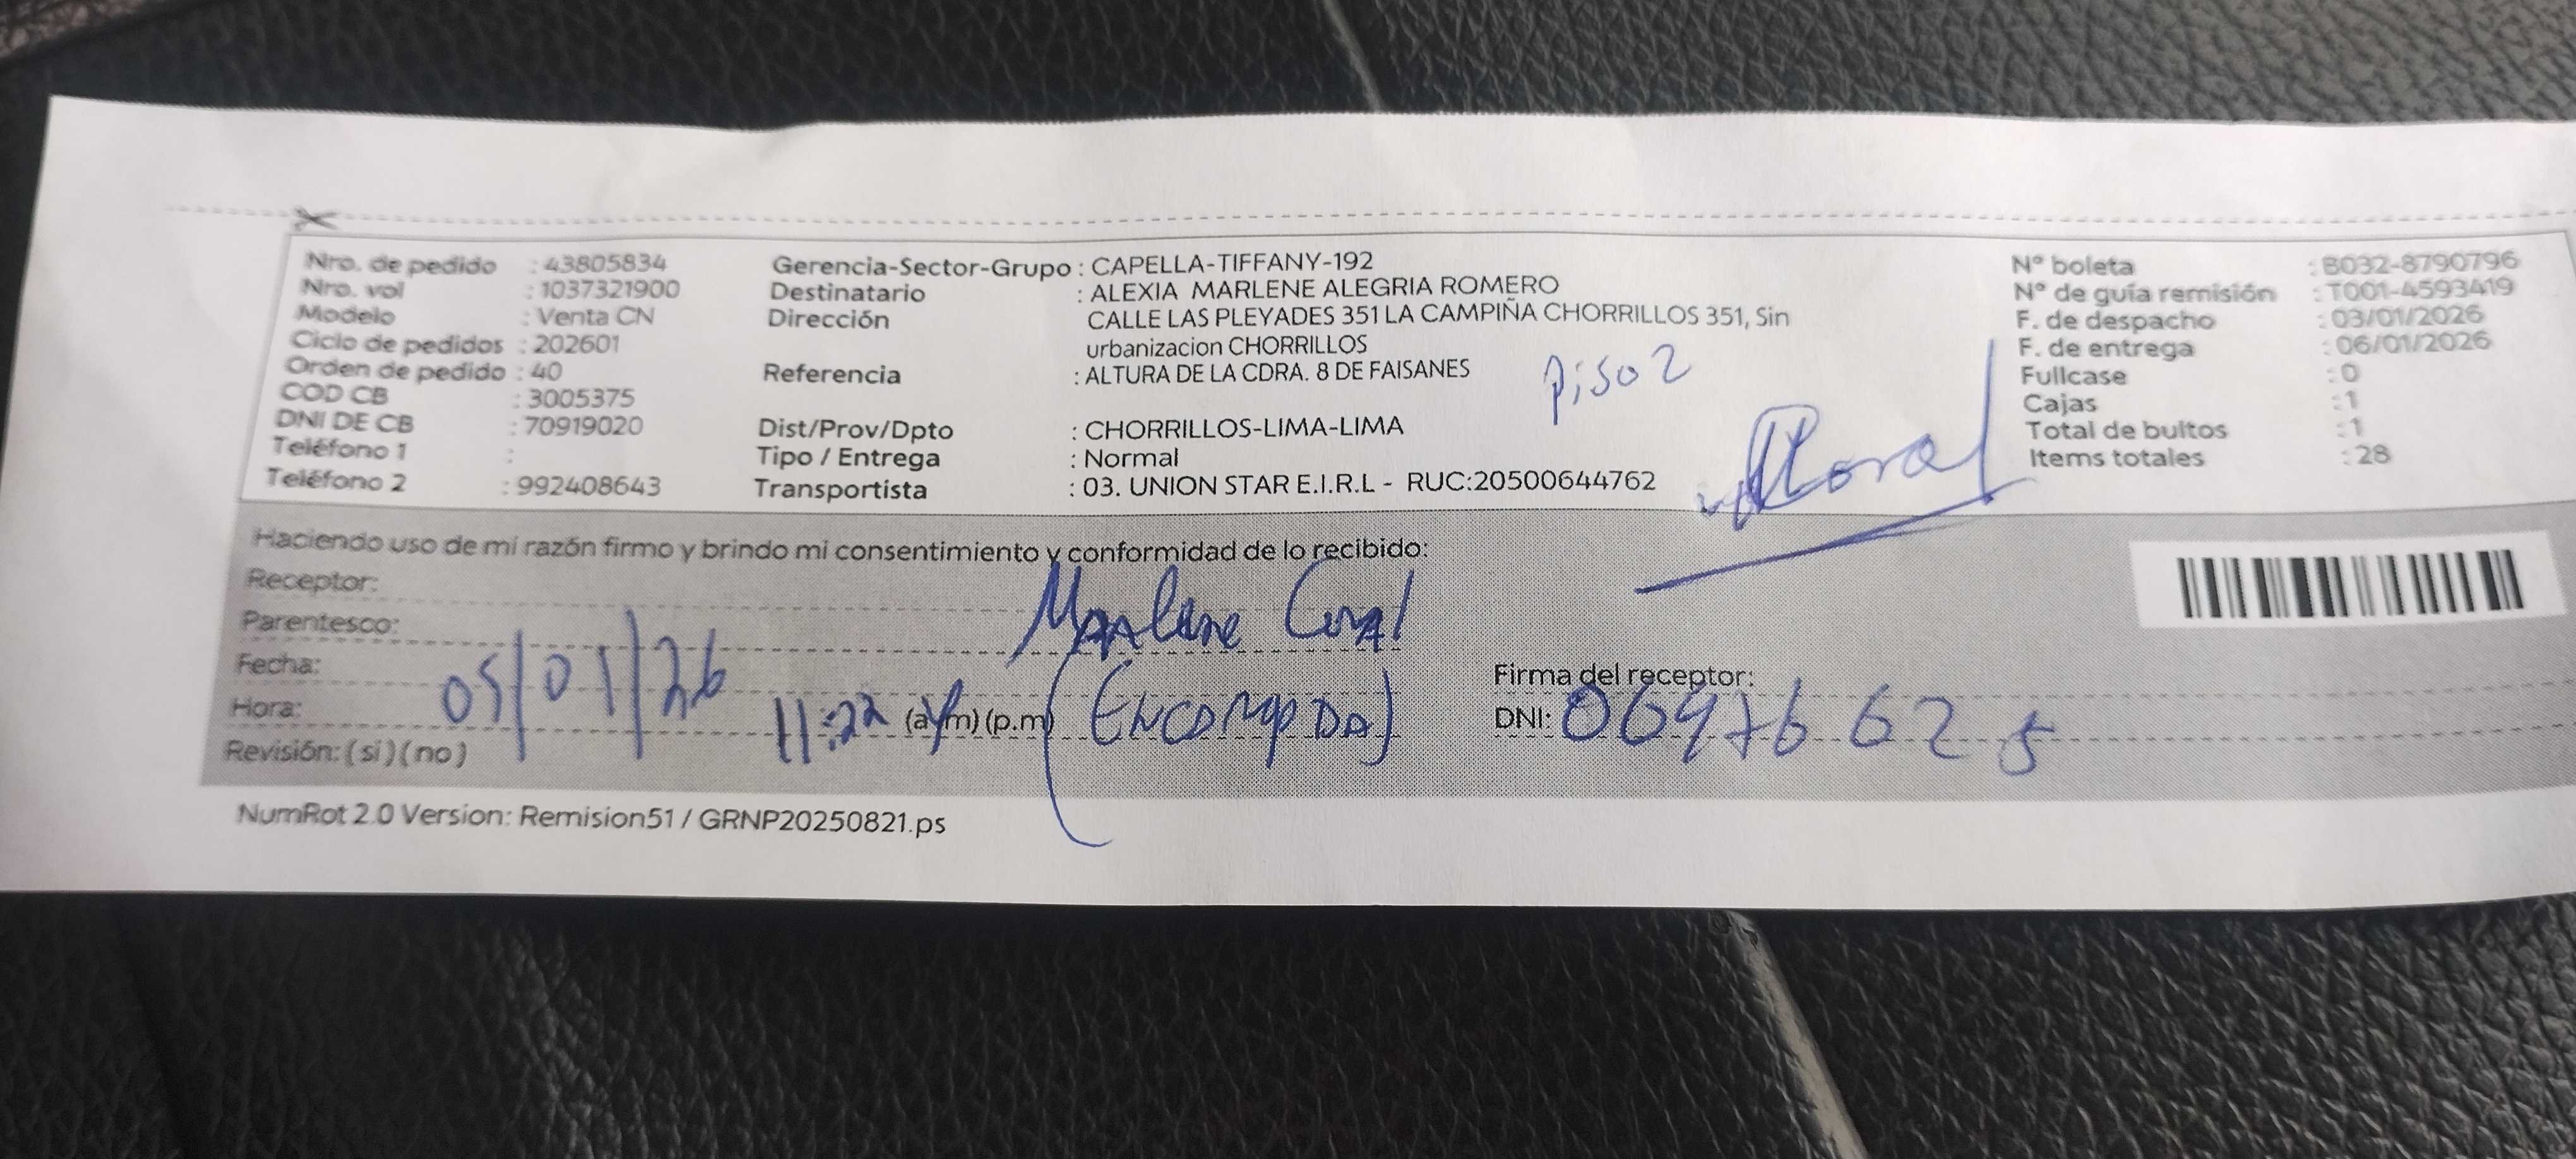 Nro. de pedido : 43805834
Nro. vol : 1037321900
Modelo : Venta CN
Ciclo de pedidos : 202601
Orden de pedido : 40
COD CB : 3005375
DNI DE CB : 70919020
Teléfono 1 :
Teléfono 2 : 992408643
Gerencia-Sector-Grupo : CAPELLA-TIFFANY-192
Destinatario : ALEXIA MARLENE ALEGRIA ROMERO
Dirección CALLE LAS PLEYADES 351 LA CAMPIÑA CHORRILLOS 351, Sin
urbanizacion CHORRILLOS
Referencia : ALTURA DE LA CDRA. 8 DE FAISANES
Piso 2
Dist/Prov/Dpto : CHORRILLOS-LIMA-LIMA
Tipo / Entrega : Normal
Transportista : 03. UNION STAR E.I.R.L - RUC:20500644762
Nº boleta : B032-8790796
Nº de guía remisión : T001-4593419
F. de despacho : 03/01/2026
F. de entrega : 06/01/2026
Fullcase : 0
Cajas : 1
Total de bultos : 1
Items totales : 28
Haciendo uso de mi razón firmo y brindo mi consentimiento y conformidad de lo recibido:
Receptor: Marlene Coral
Parentesco:
Fecha: 05/01/26
Hora: 11:22 (a.m) (p.m) (ENCARGADA)
Revisión: (si) (no)
Firma del receptor:
DNI: 06976625
NumRot 2.0 Version: Remision51 / GRNP20250821.ps